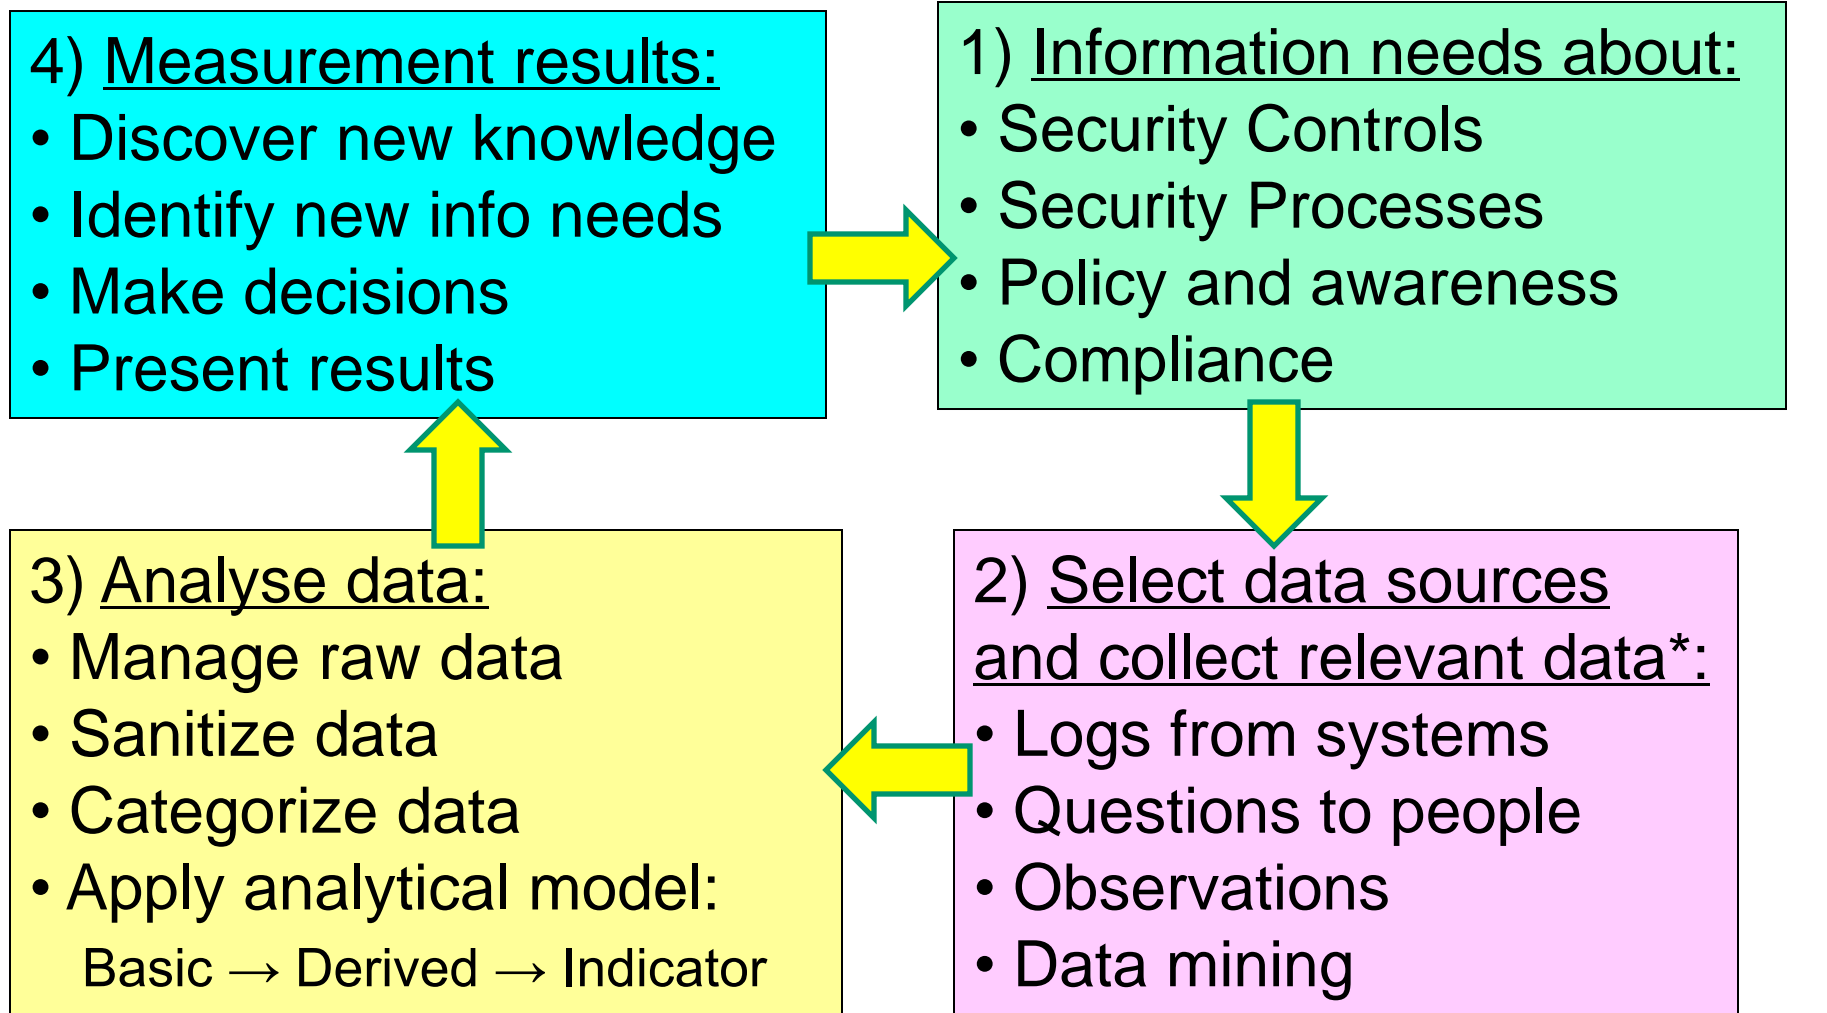 4) Measurement results:
• Discover new knowledge
• Identify new info needs
• Make decisions
• Present results
1) Information needs about:
• Security Controls
• Security Processes
• Policy and awareness
• Compliance
3) Analyse data:
• Manage raw data
• Sanitize data
• Categorize data
• Apply analytical model:
Basic → Derived → Indicator
2) Select data sources
and collect relevant data*:
• Logs from systems
• Questions to people
• Observations
• Data mining